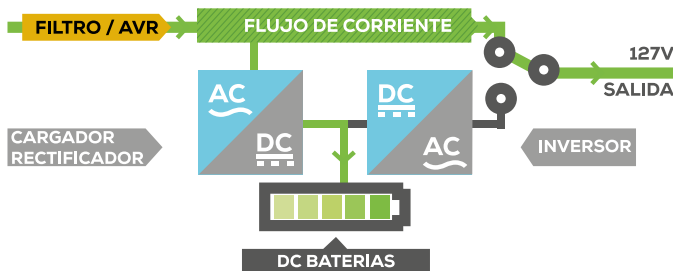 FILTRO / AVR
FLUJO DE CORRIENTE
127V
SALIDA
AC
DC
DC
AC
CARGADOR
RECTIFICADOR
INVERSOR
DC BATERIAS